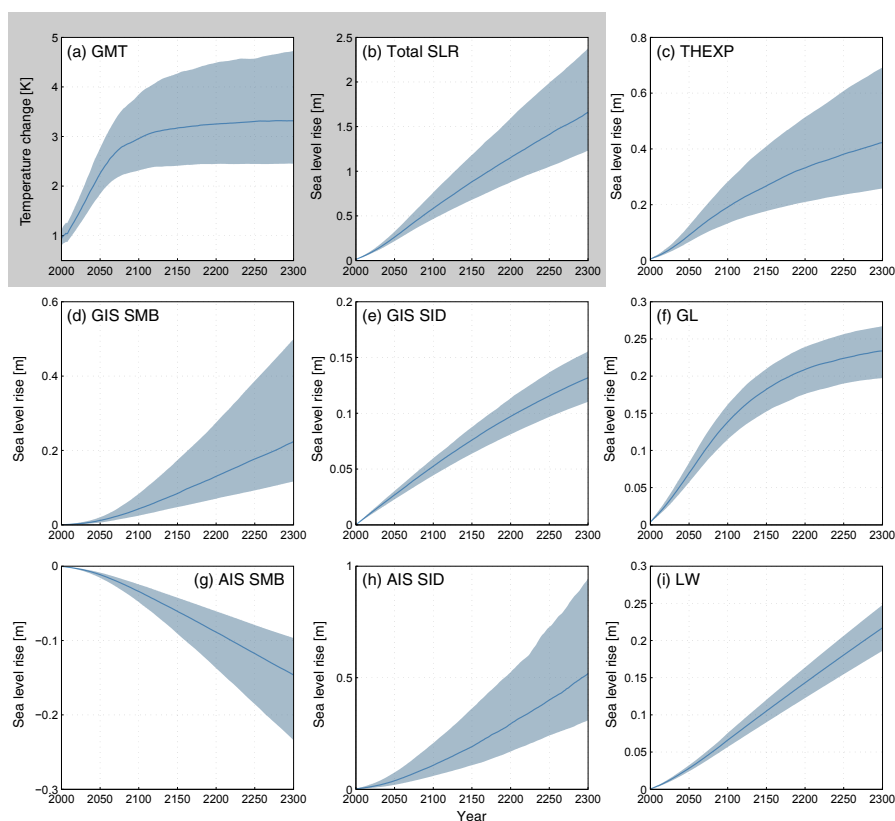 (a) GMT
Temperature change [K]
5
4
3
2
1
2000 2050 2100 2150 2200 2250 2300
(b) Total SLR
Sea level rise [m]
2.5
2
1.5
1
0.5
0
2000 2050 2100 2150 2200 2250 2300
(c) THEXP
Sea level rise [m]
0.8
0.6
0.4
0.2
0
2000 2050 2100 2150 2200 2250 2300
(d) GIS SMB
Sea level rise [m]
0.6
0.4
0.2
0
2000 2050 2100 2150 2200 2250 2300
(e) GIS SID
Sea level rise [m]
0.2
0.15
0.1
0.05
0
2000 2050 2100 2150 2200 2250 2300
(f) GL
Sea level rise [m]
0.3
0.25
0.2
0.15
0.1
0.05
0
2000 2050 2100 2150 2200 2250 2300
(g) AIS SMB
Sea level rise [m]
0
−0.1
−0.2
−0.3
2000 2050 2100 2150 2200 2250 2300
(h) AIS SID
Sea level rise [m]
1
0.5
0
2000 2050 2100 2150 2200 2250 2300
Year
(i) LW
Sea level rise [m]
0.3
0.25
0.2
0.15
0.1
0.05
0
2000 2050 2100 2150 2200 2250 2300